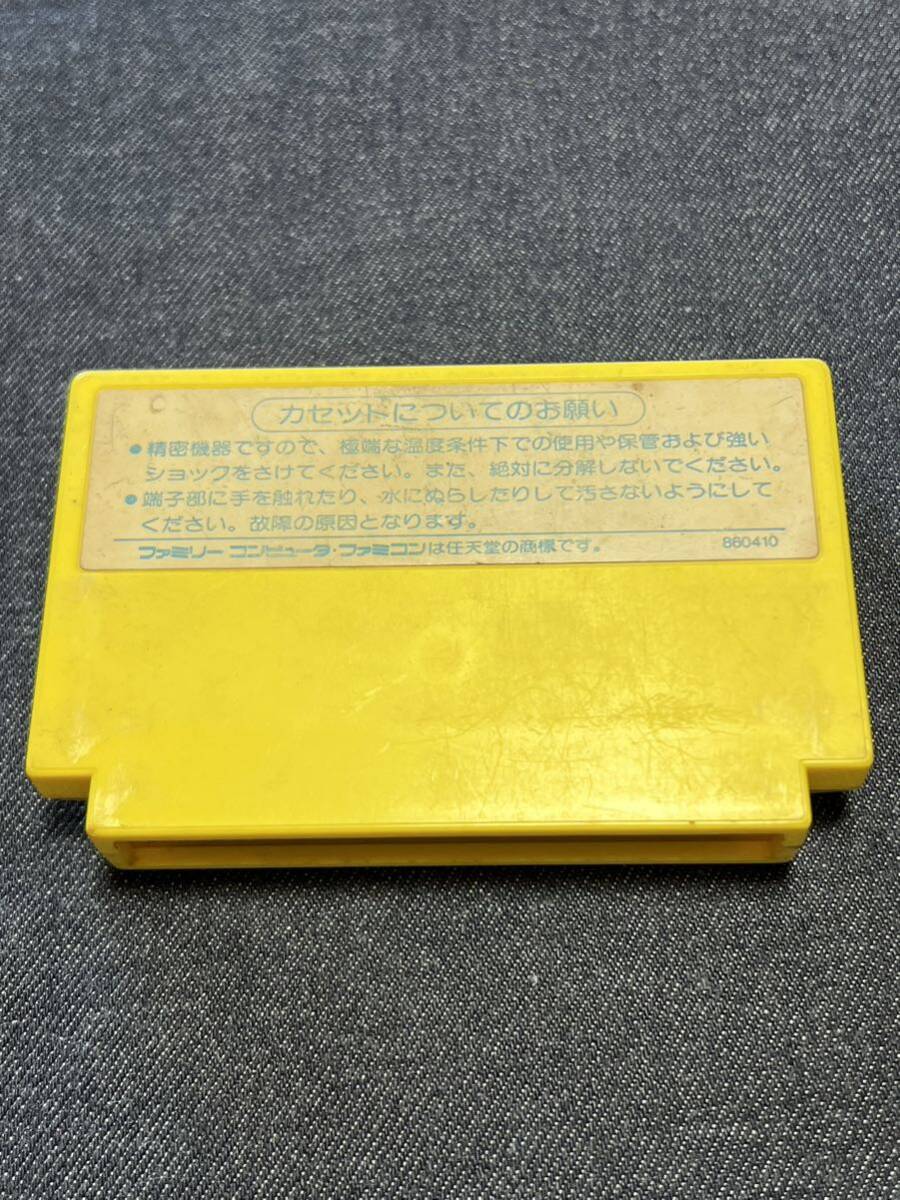 カセットについてのお願い
●精密機器ですので、極端な温度条件下での使用や保管および強い
ショックをさけてください。また、絶対に分解しないでください。
●端子部に手を触れたり、水にぬらしたりして汚さないようにして
ください。故障の原因となります。
ファミリー コンピュータ・ファミコンは任天堂の商標です。 860410